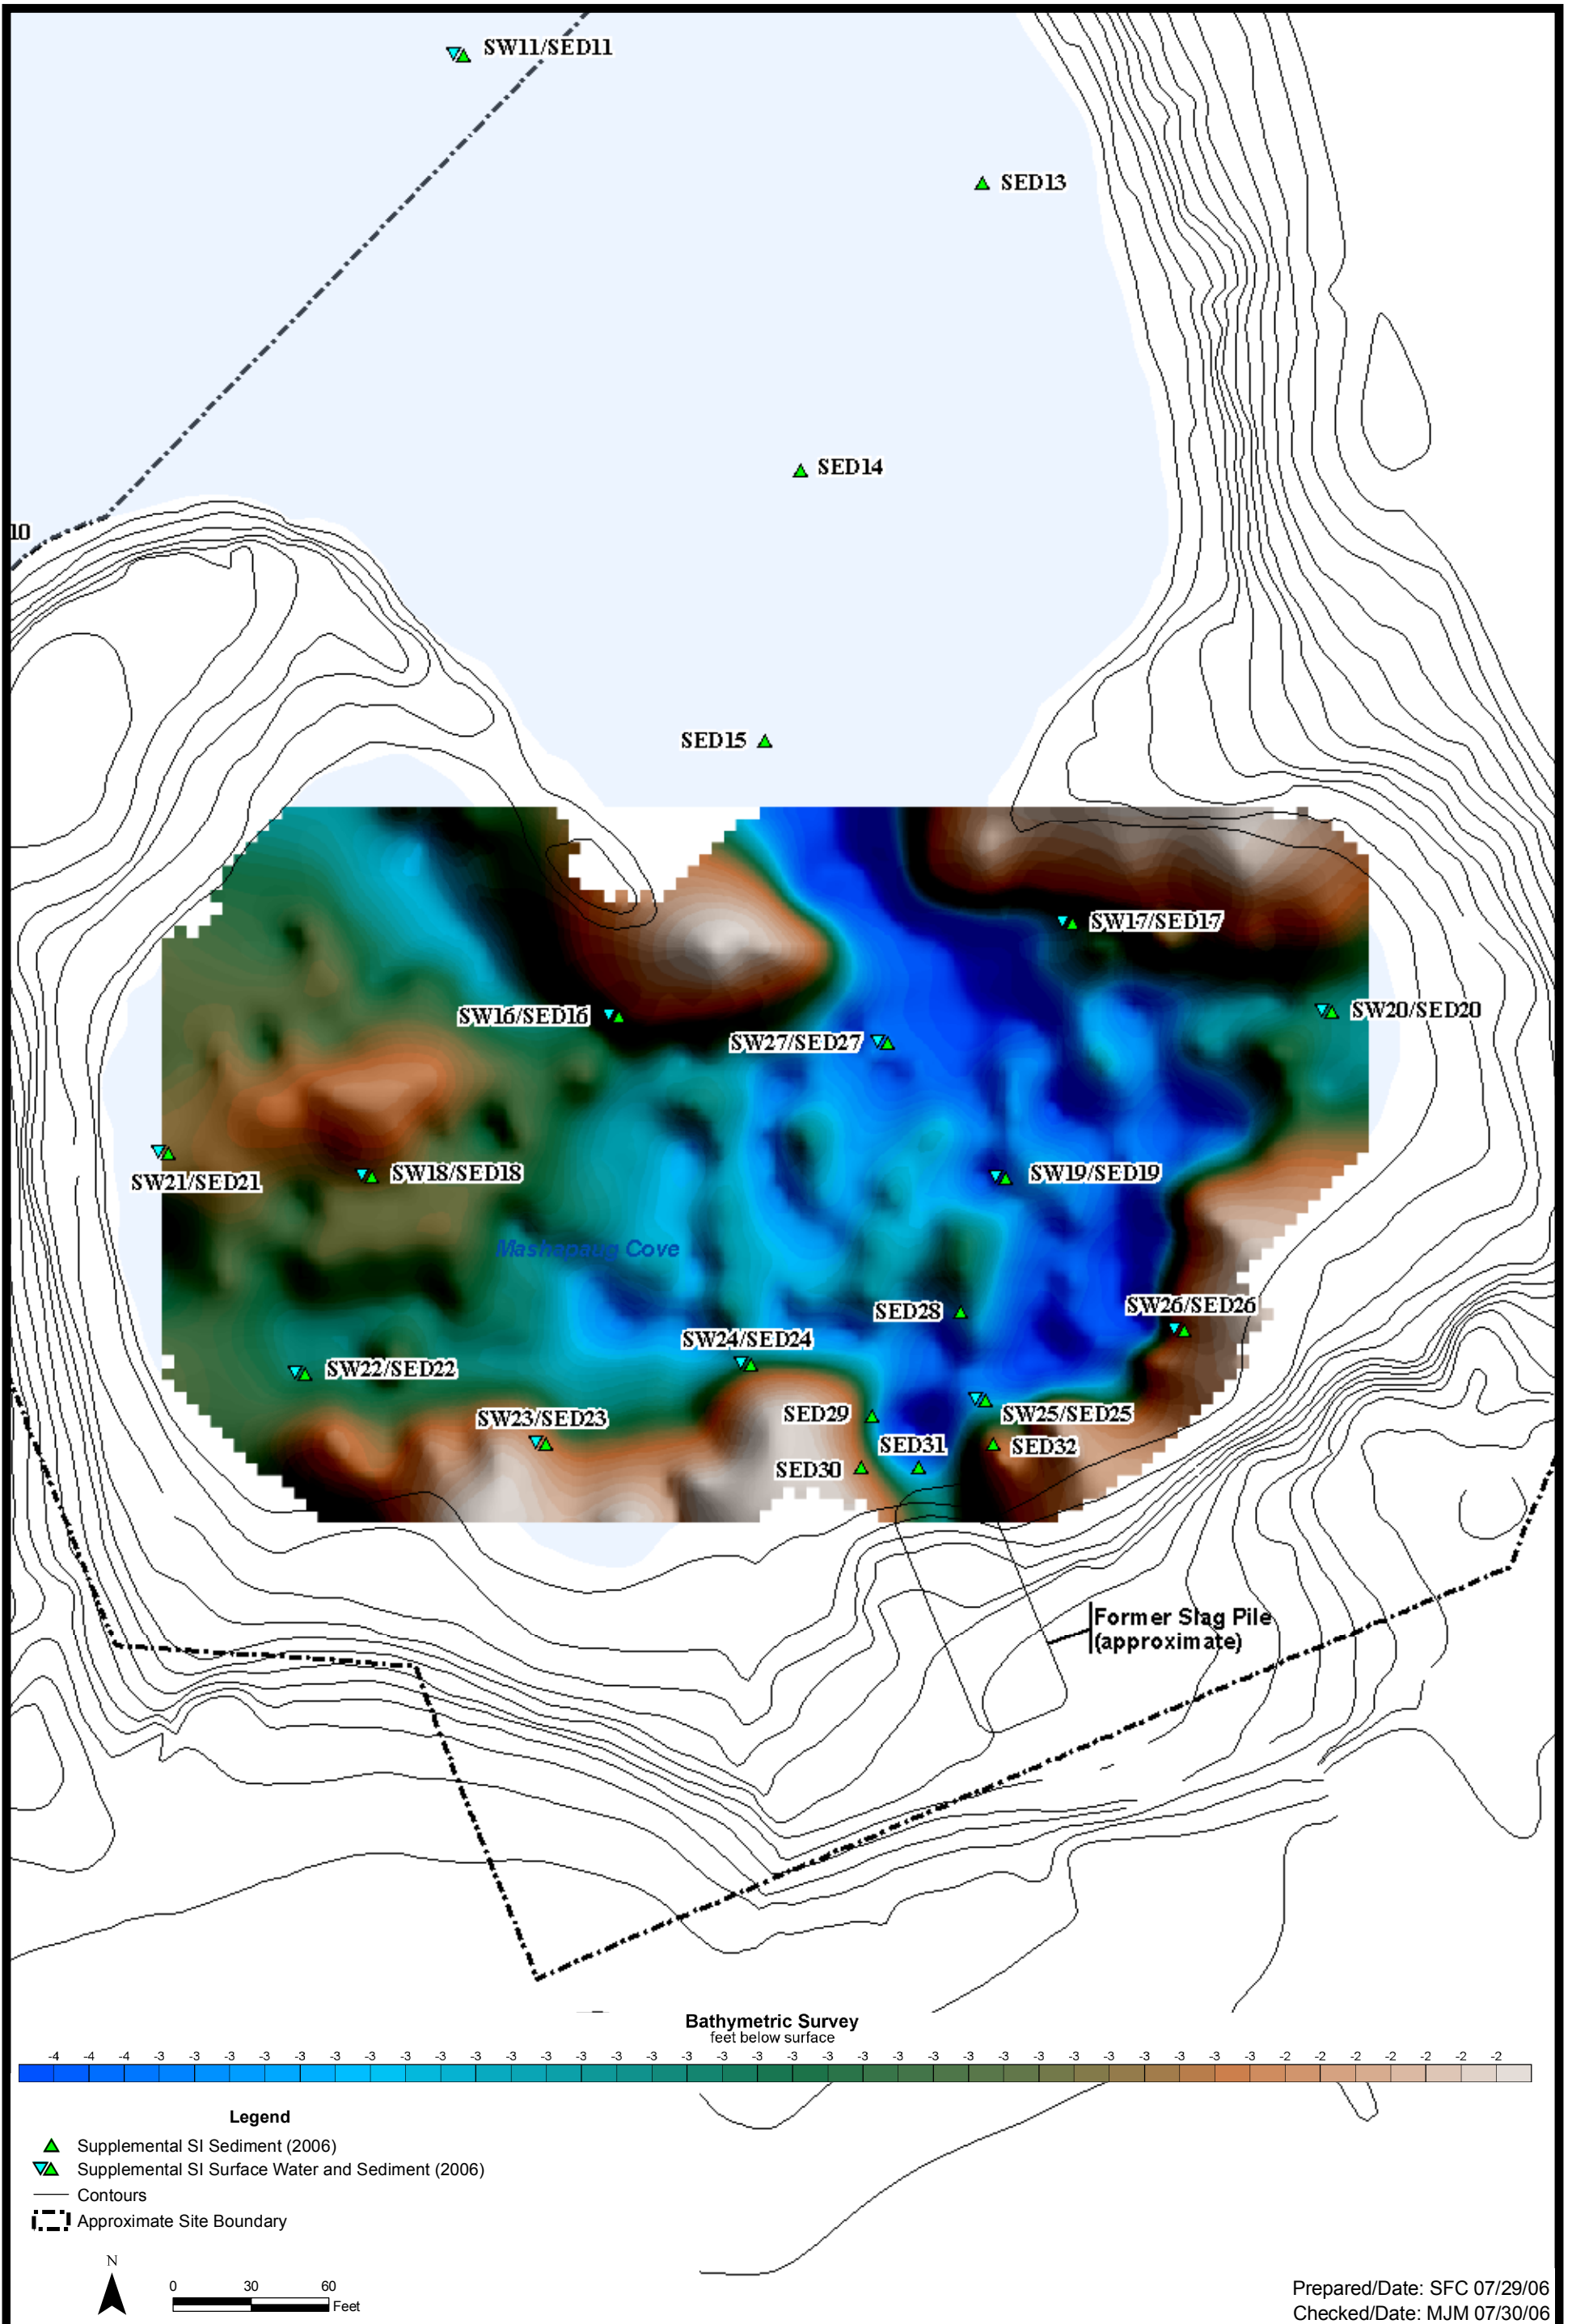 SW11/SED11
SED13
SED14
10
SED15
SW17/SED17
SW16/SED16
SW20/SED20
SW27/SED27
SW21/SED21
SW18/SED18
SW19/SED19
Mashapaug Cove
SED28
SW26/SED26
SW24/SED24
SW22/SED22
SW23/SED23
SED29
SW25/SED25
SED31
SED32
SED30
Former Slag Pile
(approximate)
Bathymetric Survey
feet below surface
-4 -4 -4 -3 -3 -3 -3 -3 -3 -3 -3 -3 -3 -3 -3 -3 -3 -3 -3 -3 -3 -3 -3 -3 -3 -3 -3 -3 -3 -3 -3 -3 -3 -3 -3 -2 -2 -2 -2 -2 -2 -2
Legend
Supplemental SI Sediment (2006)
Supplemental SI Surface Water and Sediment (2006)
Contours
Approximate Site Boundary
N
0 30 60
Feet
Prepared/Date: SFC 07/29/06
Checked/Date: MJM 07/30/06